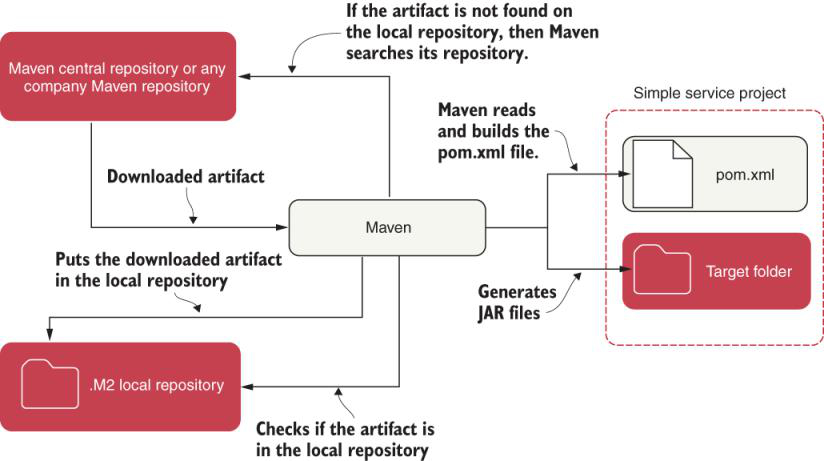 If the artifact is not found on
the local repository, then Maven
searches its repository.
Maven central repository or any
company Maven repository
Simple service project
Maven reads
and builds the
pom.xml file.
pom.xml
Downloaded artifact
Maven
Puts the downloaded artifact
in the local repository
Target folder
Generates
JAR files
.M2 local repository
Checks if the artifact is
in the local repository